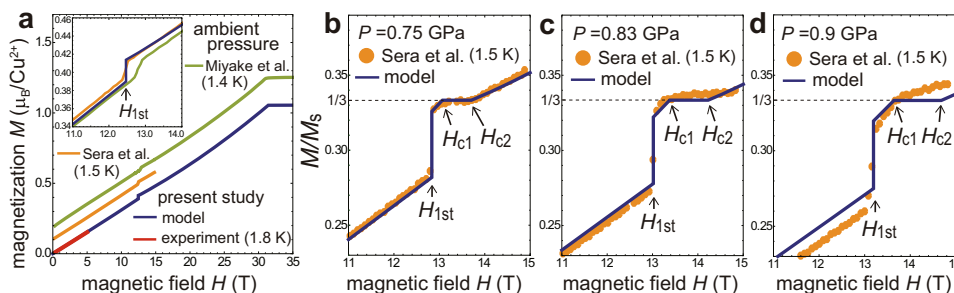 a
magnetization M (μB/Cu2+)
1.5
1.0
0.5
0.0
0.46
0.44
0.42
0.40
0.38
0.36
0.34
11.0
12.0
13.0
14.0
H1st
ambient
pressure
Miyake et al.
(1.4 K)
Sera et al.
(1.5 K)
present study
model
experiment (1.8 K)
0 5 10 15 20 25 30 35
magnetic field H (T)
b
P = 0.75 GPa
Sera et al. (1.5 K)
model
M/MS
0.35
1/3
0.30
0.25
Hc1
Hc2
H1st
11 12 13 14 15
magnetic field H (T)
c
P = 0.83 GPa
Sera et al. (1.5 K)
model
0.35
1/3
0.30
0.25
Hc1
Hc2
H1st
11 12 13 14 15
magnetic field H (T)
d
P = 0.9 GPa
Sera et al. (1.5 K)
model
0.35
1/3
0.30
0.25
Hc1
Hc2
H1st
11 12 13 14 15
magnetic field H (T)